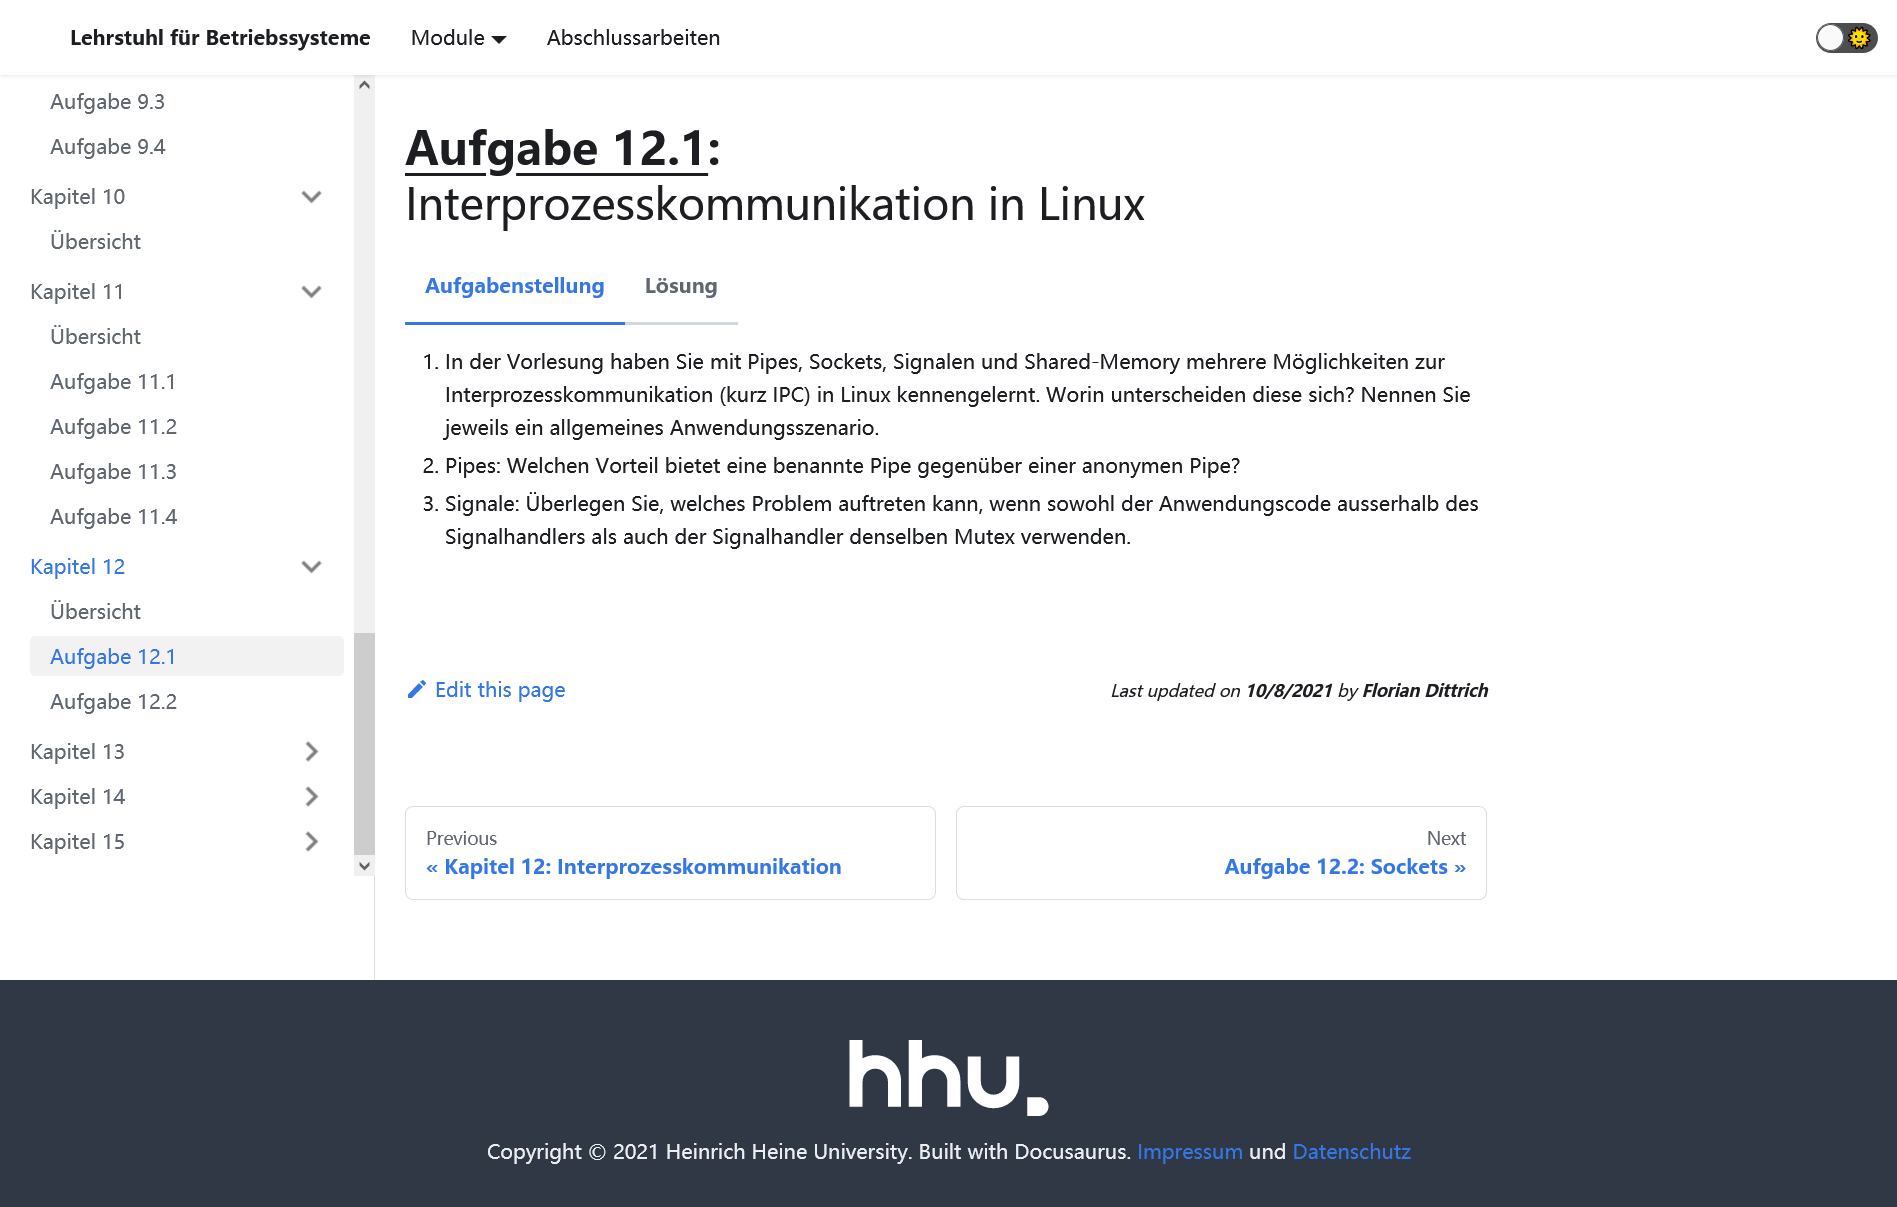 Lehrstuhl für Betriebssysteme
Module
Abschlussarbeiten
Aufgabe 9.3
Aufgabe 9.4
Kapitel 10
Übersicht
Kapitel 11
Übersicht
Aufgabe 11.1
Aufgabe 11.2
Aufgabe 11.3
Aufgabe 11.4
Kapitel 12
Übersicht
Aufgabe 12.1
Aufgabe 12.2
Kapitel 13
Kapitel 14
Kapitel 15
Aufgabe 12.1:
Interprozesskommunikation in Linux
Aufgabenstellung
Lösung
1. In der Vorlesung haben Sie mit Pipes, Sockets, Signalen und Shared-Memory mehrere Möglichkeiten zur
Interprozesskommunikation (kurz IPC) in Linux kennengelernt. Worin unterscheiden diese sich? Nennen Sie
jeweils ein allgemeines Anwendungsszenario.
2. Pipes: Welchen Vorteil bietet eine benannte Pipe gegenüber einer anonymen Pipe?
3. Signale: Überlegen Sie, welches Problem auftreten kann, wenn sowohl der Anwendungscode ausserhalb des
Signalhandlers als auch der Signalhandler denselben Mutex verwenden.
Edit this page
Last updated on 10/8/2021 by Florian Dittrich
Previous
« Kapitel 12: Interprozesskommunikation
Next
Aufgabe 12.2: Sockets »
hhu.
Copyright © 2021 Heinrich Heine University. Built with Docusaurus. Impressum und Datenschutz